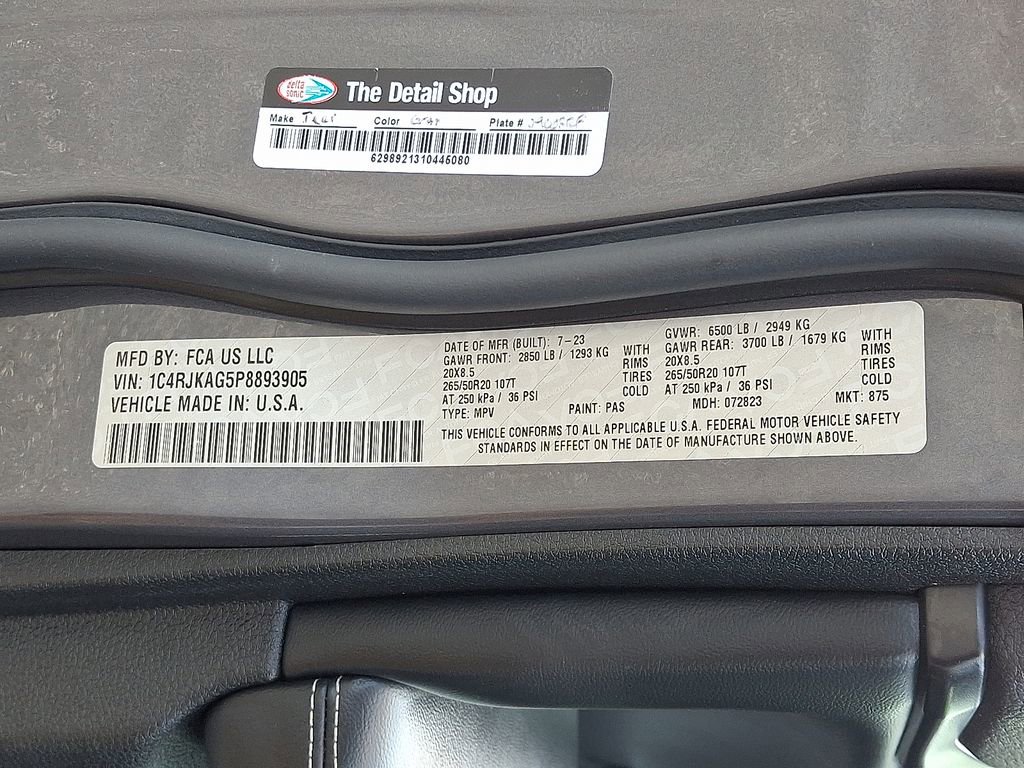 delta sonic The Detail Shop
Make Color Gray Plate #
6298921310445080
MFD BY: FCA US LLC
VIN: 1C4RJKAG5P8893905
VEHICLE MADE IN: U.S.A.
DATE OF MFR (BUILT): 7-23
GAWR FRONT: 2850 LB / 1293 KG WITH
20X8.5 RIMS
265/50R20 107T TIRES
AT 250 kPa / 36 PSI COLD
TYPE: MPV PAINT: PAS
GVWR: 6500 LB / 2949 KG
GAWR REAR: 3700 LB / 1679 KG WITH
20X8.5 RIMS
265/50R20 107T TIRES
AT 250 kPa / 36 PSI COLD
MDH: 072823 MKT: 875
THIS VEHICLE CONFORMS TO ALL APPLICABLE U.S.A. FEDERAL MOTOR VEHICLE SAFETY
STANDARDS IN EFFECT ON THE DATE OF MANUFACTURE SHOWN ABOVE.